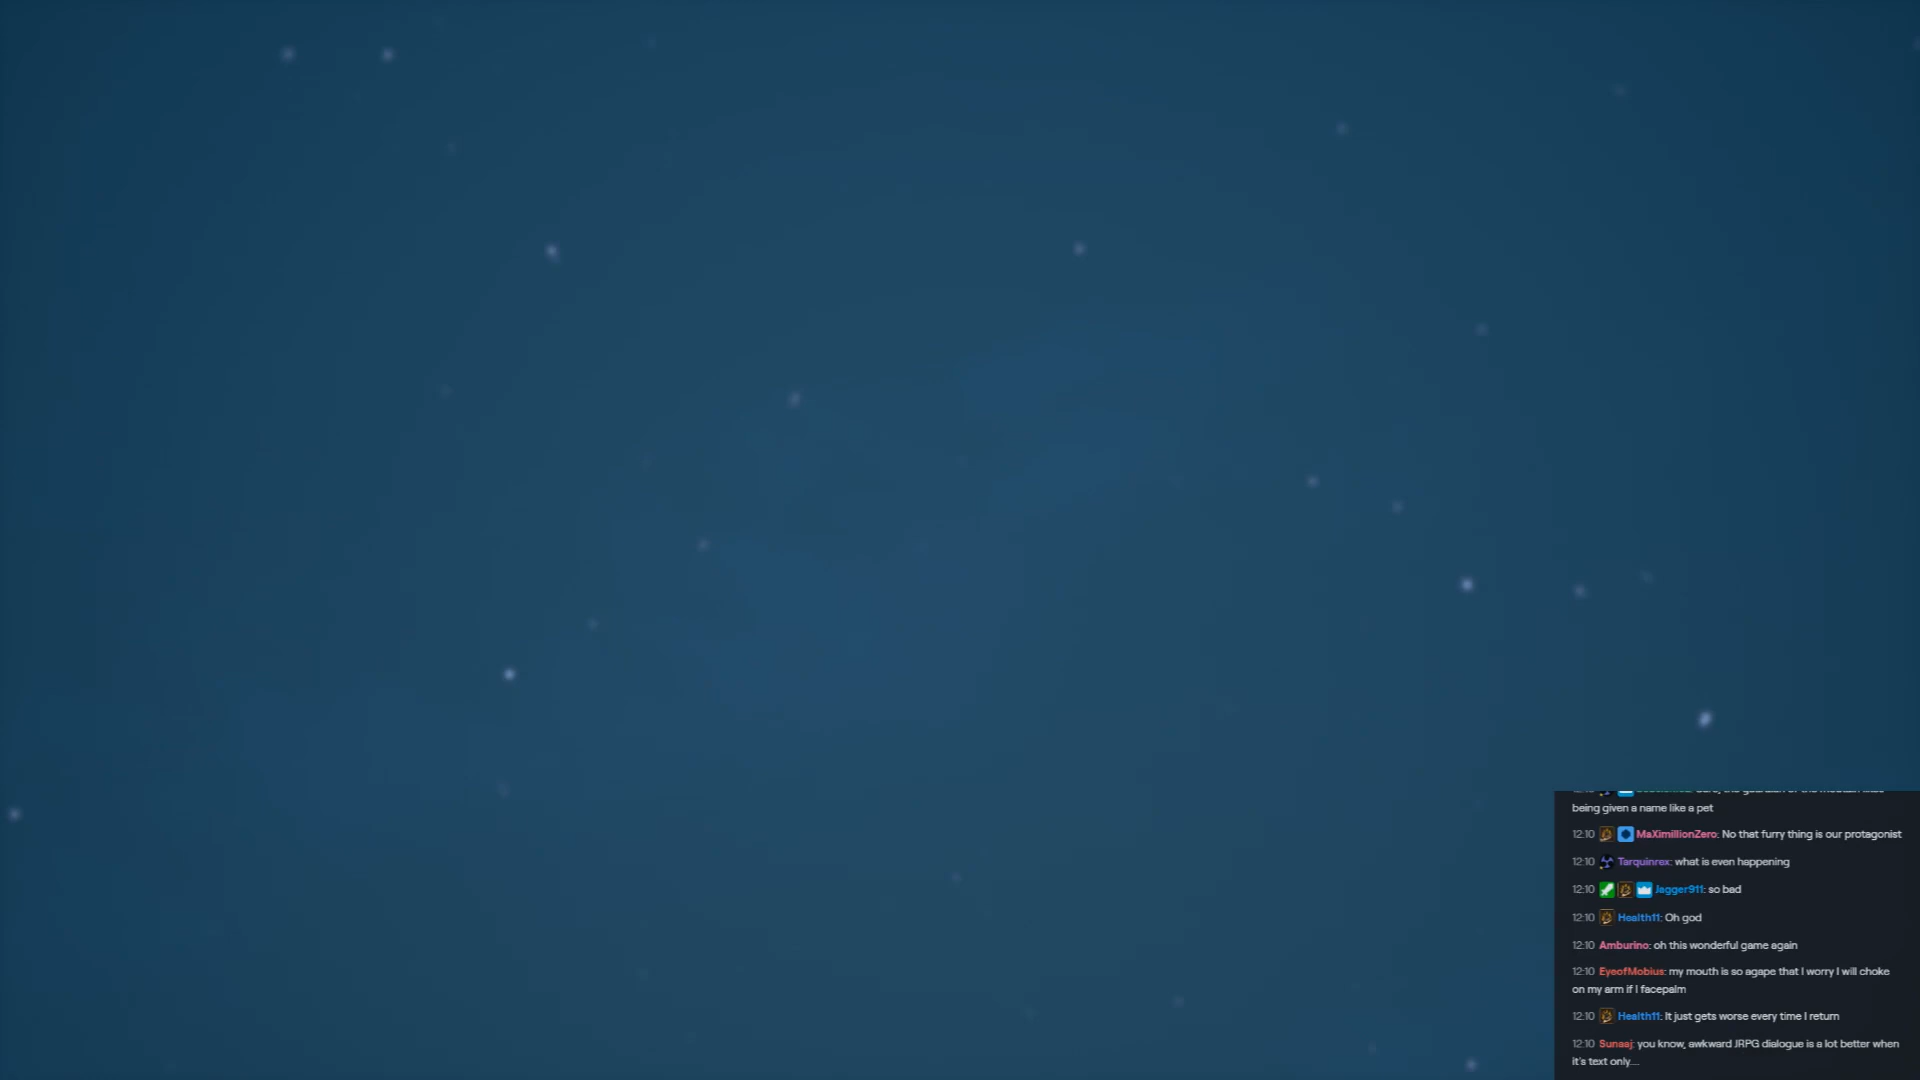 being given a name like a pet
12:10 MaXimillionZero: No that furry thing is our protagonist
12:10 Tarquinrex: what is even happening
12:10 Jagger911: so bad
12:10 Health11: Oh god
12:10 Amburino: oh this wonderful game again
12:10 EyeofMobius: my mouth is so agape that I worry I will choke
on my arm if I facepalm
12:10 Health11: It just gets worse every time I return
12:10 Sunaaj: you know, awkward JRPG dialogue is a lot better when
it's text only....